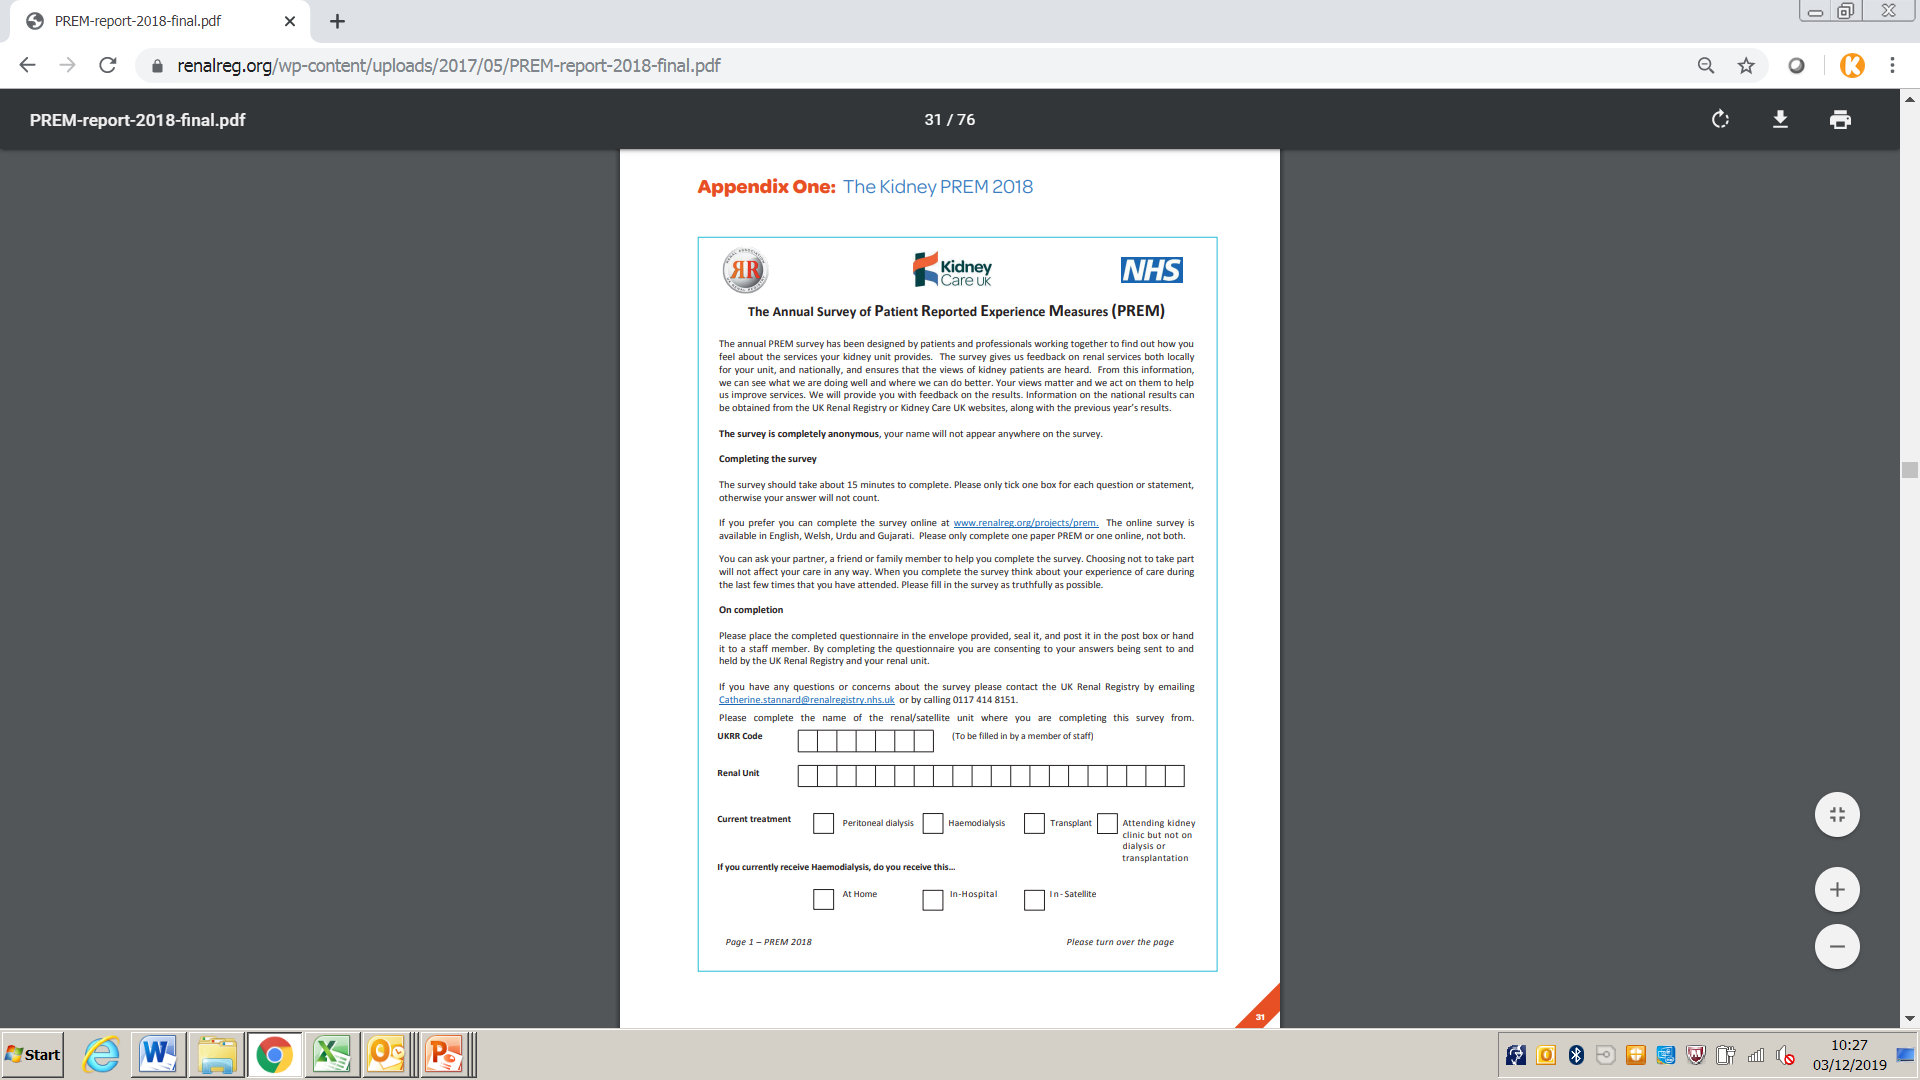 PREM-report-2018-final.pdf
renalreg.org/wp-content/uploads/2017/05/PREM-report-2018-final.pdf
K
PREM-report-2018-final.pdf
31 / 76
Appendix One: The Kidney PREM 2018
RR
Kidney
Care UK
NHS
The Annual Survey of Patient Reported Experience Measures (PREM)
The annual PREM survey has been designed by patients and professionals working together to find out how you
feel about the services your kidney unit provides. The survey gives us feedback on renal services both locally
for your unit, and nationally, and ensures that the views of kidney patients are heard. From this information,
we can see what we are doing well and where we can do better. Your views matter and we act on them to help
us improve services. We will provide you with feedback on the results. Information on the national results can
be obtained from the UK Renal Registry or Kidney Care UK websites, along with the previous year's results.
The survey is completely anonymous, your name will not appear anywhere on the survey.
Completing the survey
The survey should take about 15 minutes to complete. Please only tick one box for each question or statement,
otherwise your answer will not count.
If you prefer you can complete the survey online at www.renalreg.org/projects/prem. The online survey is
available in English, Welsh, Urdu and Gujarati. Please only complete one paper PREM or one online, not both.
You can ask your partner, a friend or family member to help you complete the survey. Choosing not to take part
will not affect your care in any way. When you complete the survey think about your experience of care during
the last few times that you have attended. Please fill in the survey as truthfully as possible.
On completion
Please place the completed questionnaire in the envelope provided, seal it, and post it in the post box or hand
it to a staff member. By completing the questionnaire you are consenting to your answers being sent to and
held by the UK Renal Registry and your renal unit.
If you have any questions or concerns about the survey please contact the UK Renal Registry by emailing
Catherine.stannard@renalregistry.nhs.uk or by calling 0117 414 8151.
Please complete the name of the renal/satellite unit where you are completing this survey from.
UKRR Code (To be filled in by a member of staff)
Renal Unit
Current treatment Peritoneal dialysis Haemodialysis Transplant Attending kidney
clinic but not on
dialysis or
transplantation
If you currently receive Haemodialysis, do you receive this...
At Home In-Hospital In-Satellite
Page 1 – PREM 2018 Please turn over the page
31
Start
10:27
03/12/2019